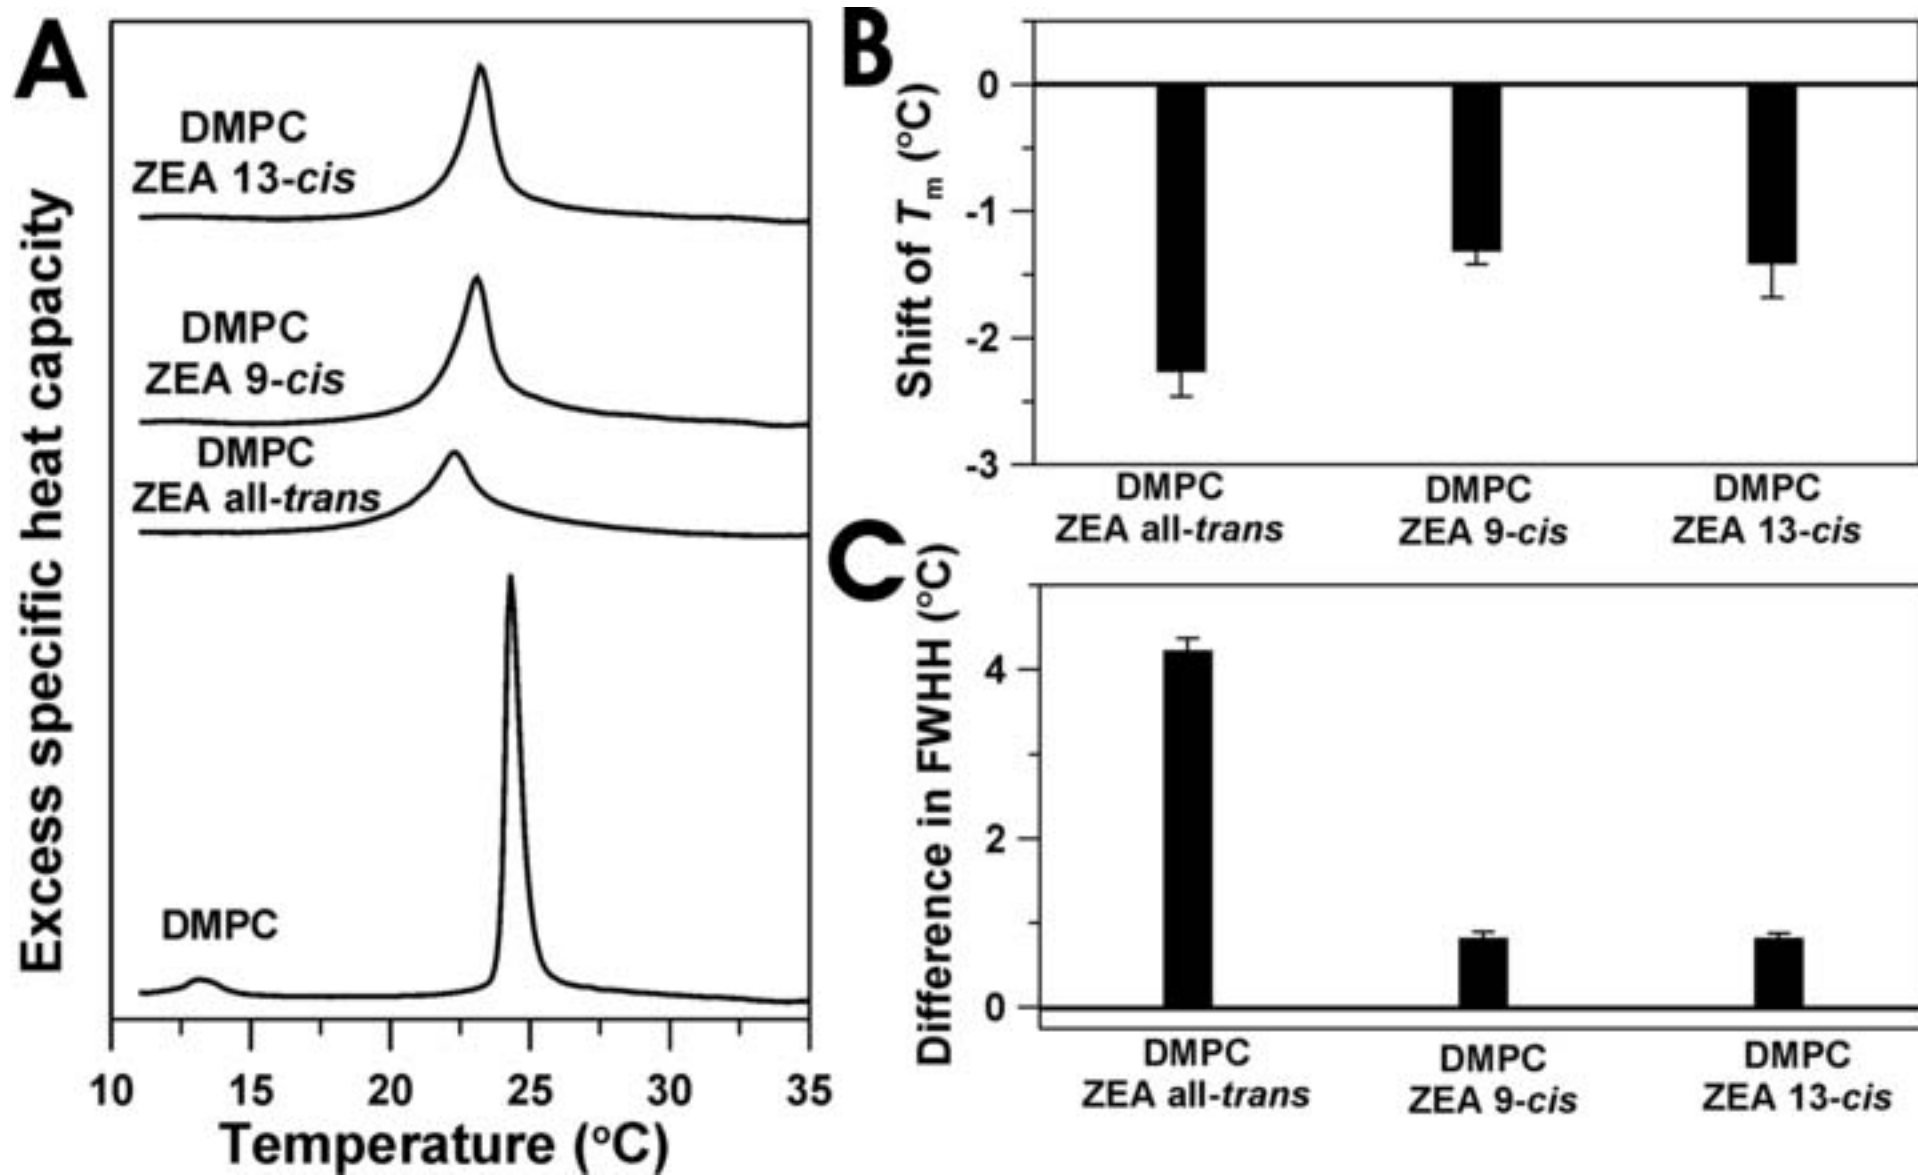 A
Excess specific heat capacity
DMPC
ZEA 13-cis
DMPC
ZEA 9-cis
DMPC
ZEA all-trans
DMPC
10 15 20 25 30 35
Temperature (°C)
B
Shift of Tm (°C)
0
-1
-2
-3
DMPC
ZEA all-trans
DMPC
ZEA 9-cis
DMPC
ZEA 13-cis
C
Difference in FWHH (°C)
4
2
0
DMPC
ZEA all-trans
DMPC
ZEA 9-cis
DMPC
ZEA 13-cis